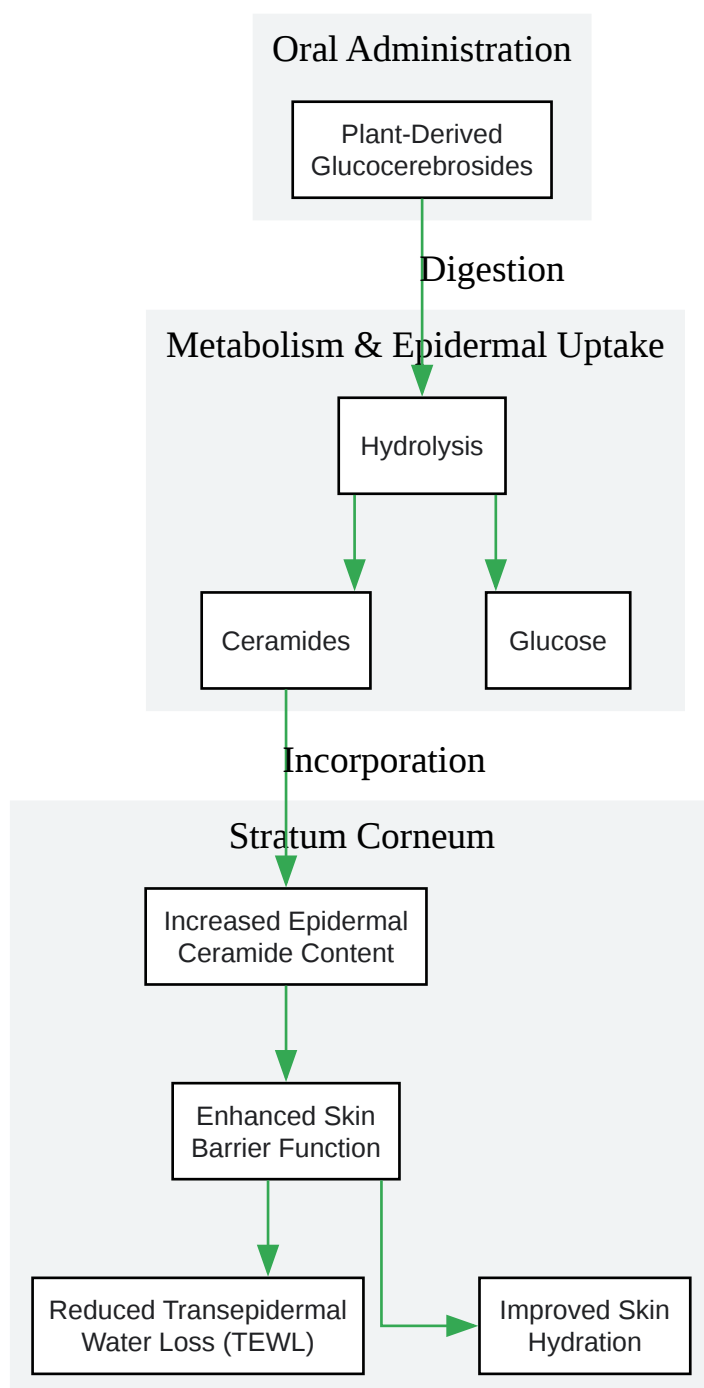 Oral Administration
Plant-Derived
Glucocerebrosides
Digestion
Metabolism & Epidermal Uptake
Hydrolysis
Ceramides
Glucose
Incorporation
Stratum Corneum
Increased Epidermal
Ceramide Content
Enhanced Skin
Barrier Function
Reduced Transepidermal
Water Loss (TEWL)
Improved Skin
Hydration